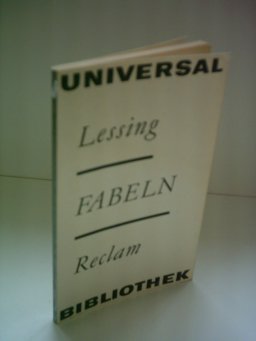 UNIVERSAL
Lessing
FABELN
Reclam
BIBLIOTHEK